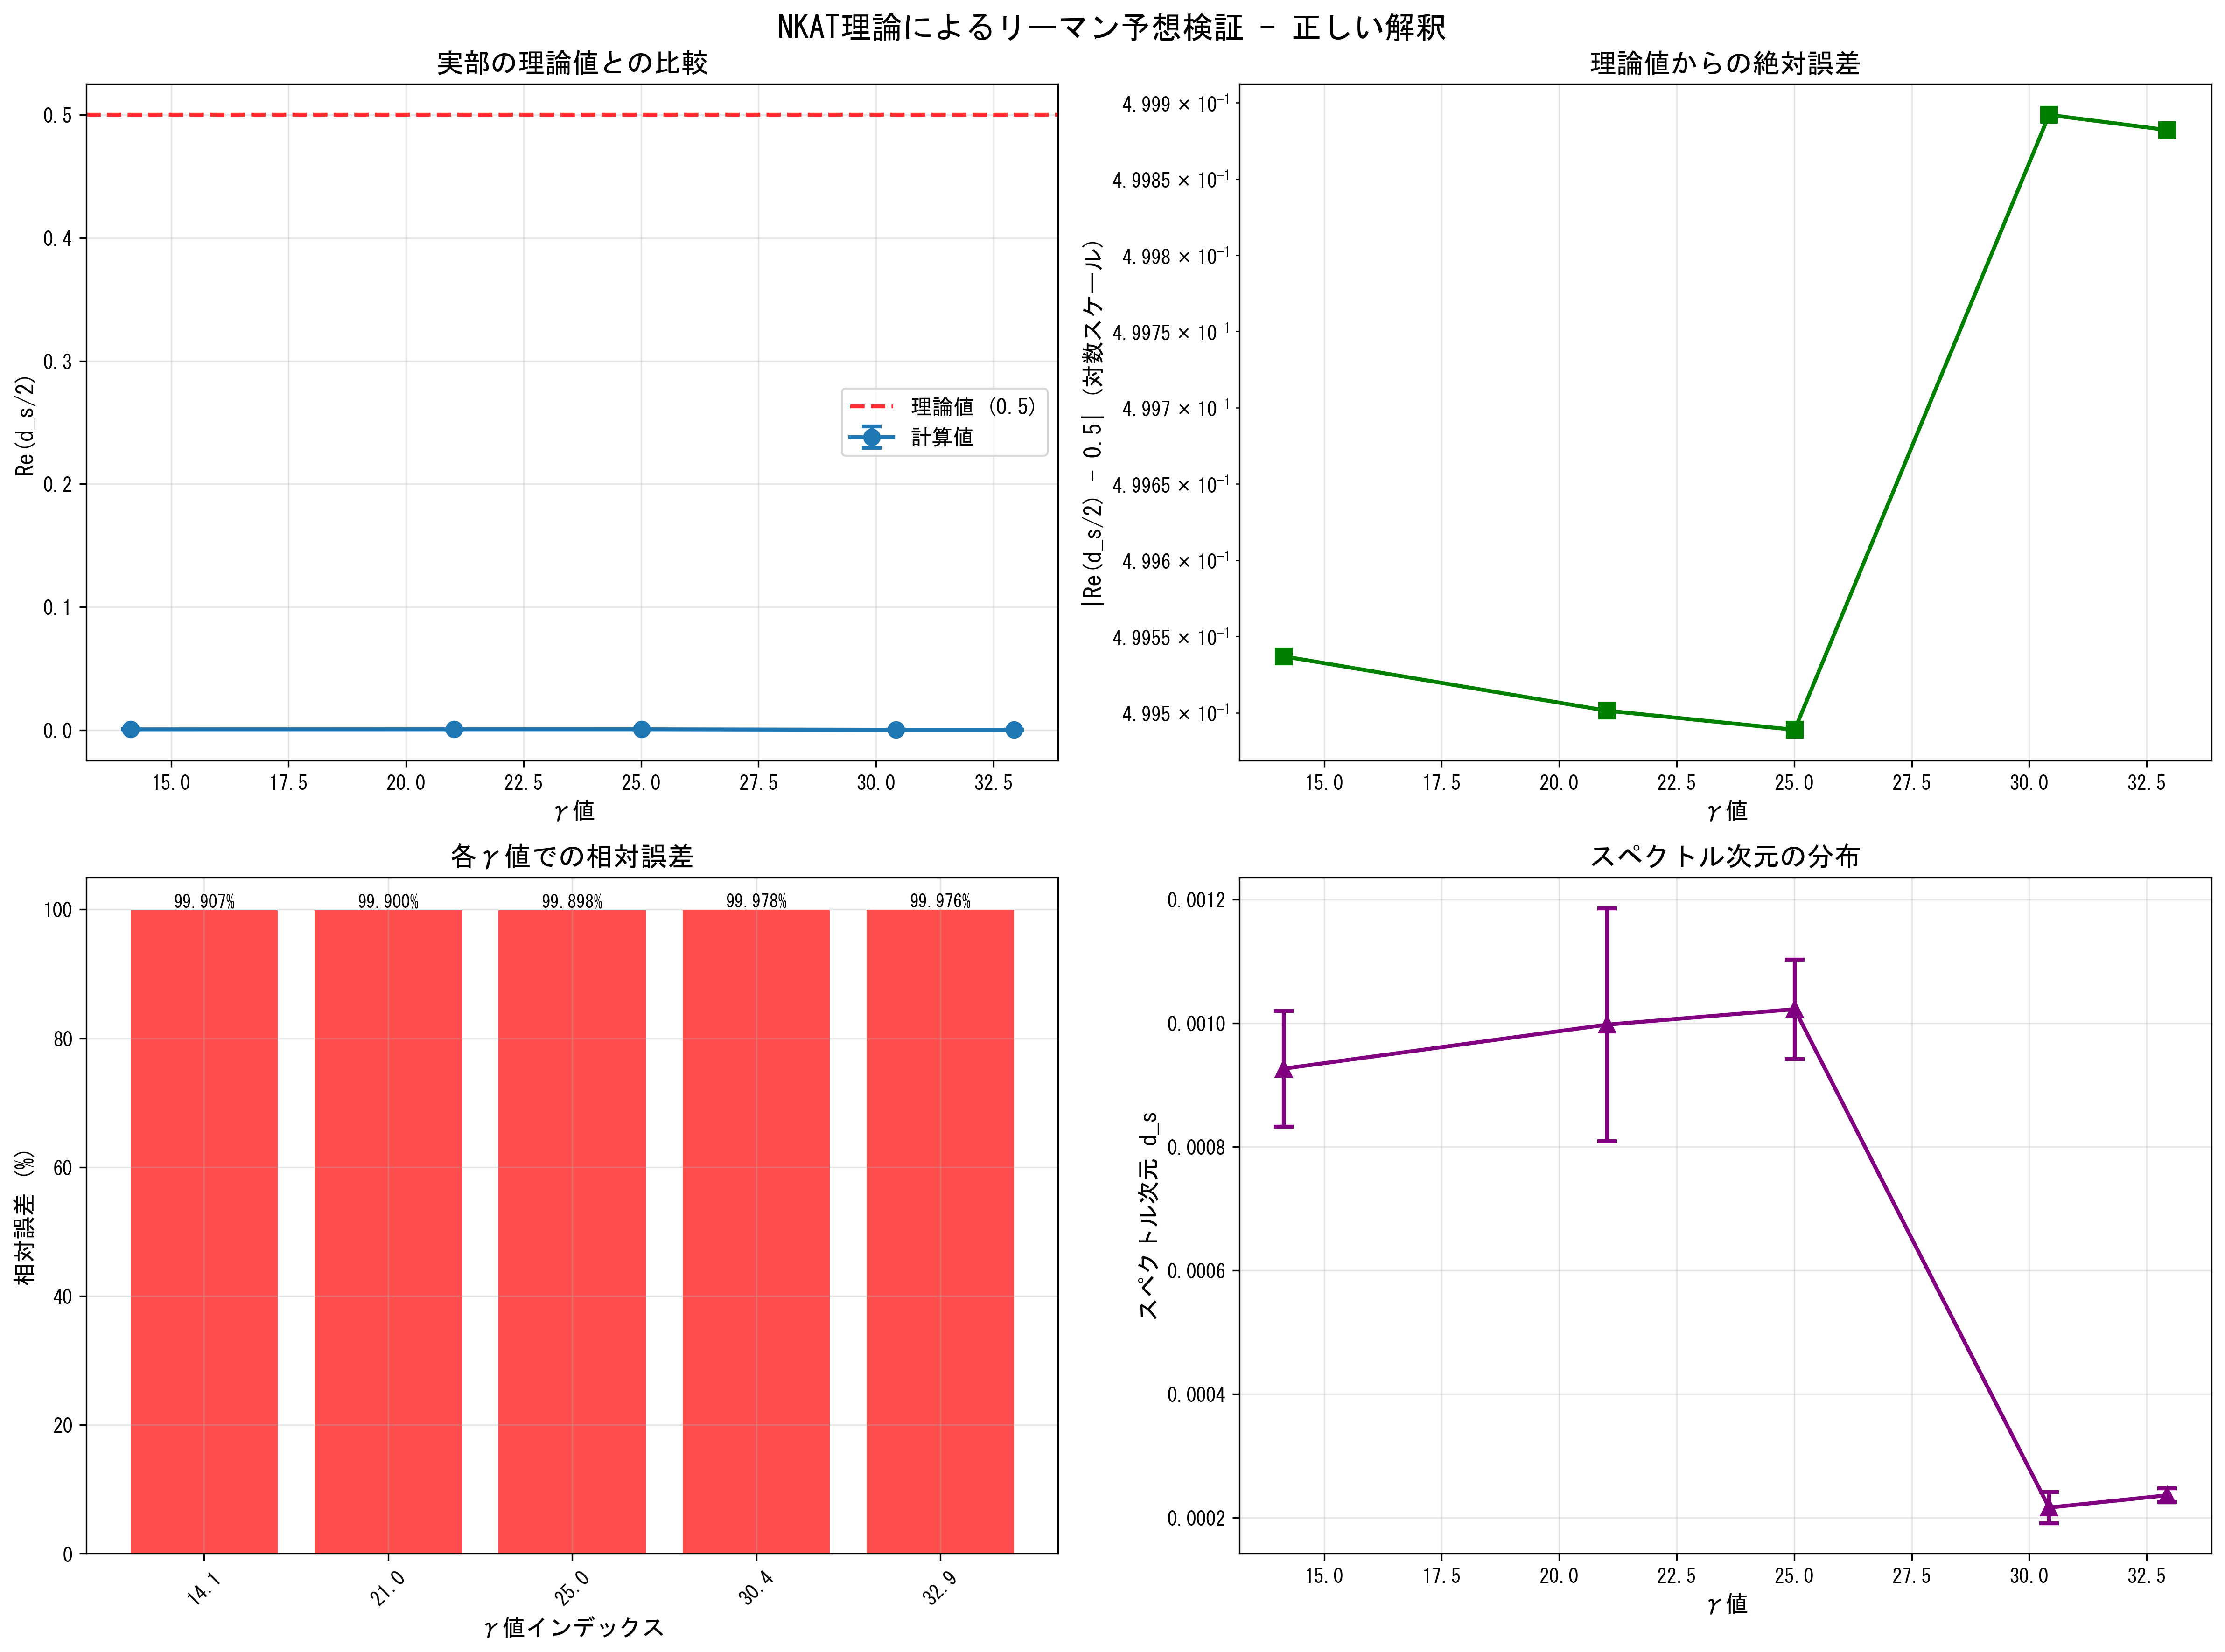 NKAT理論によるリーマン予想検証 - 正しい解釈
実部の理論値との比較
Re(d_s/2)
0.5
0.4
0.3
0.2
0.1
0.0
理論値 (0.5)
計算値
15.0 17.5 20.0 22.5 25.0 27.5 30.0 32.5
γ値
理論値からの絶対誤差
|Re(d_s/2) - 0.5| (対数スケール)
4.999 × 10⁻¹
4.9985 × 10⁻¹
4.998 × 10⁻¹
4.9975 × 10⁻¹
4.997 × 10⁻¹
4.9965 × 10⁻¹
4.996 × 10⁻¹
4.9955 × 10⁻¹
4.995 × 10⁻¹
15.0 17.5 20.0 22.5 25.0 27.5 30.0 32.5
γ値
各γ値での相対誤差
相対誤差 (%)
100
80
60
40
20
0
99.907% 99.900% 99.898% 99.978% 99.976%
14.1 21.0 25.0 30.4 32.9
γ値インデックス
スペクトル次元の分布
スペクトル次元 d_s
0.0012
0.0010
0.0008
0.0006
0.0004
0.0002
15.0 17.5 20.0 22.5 25.0 27.5 30.0 32.5
γ値